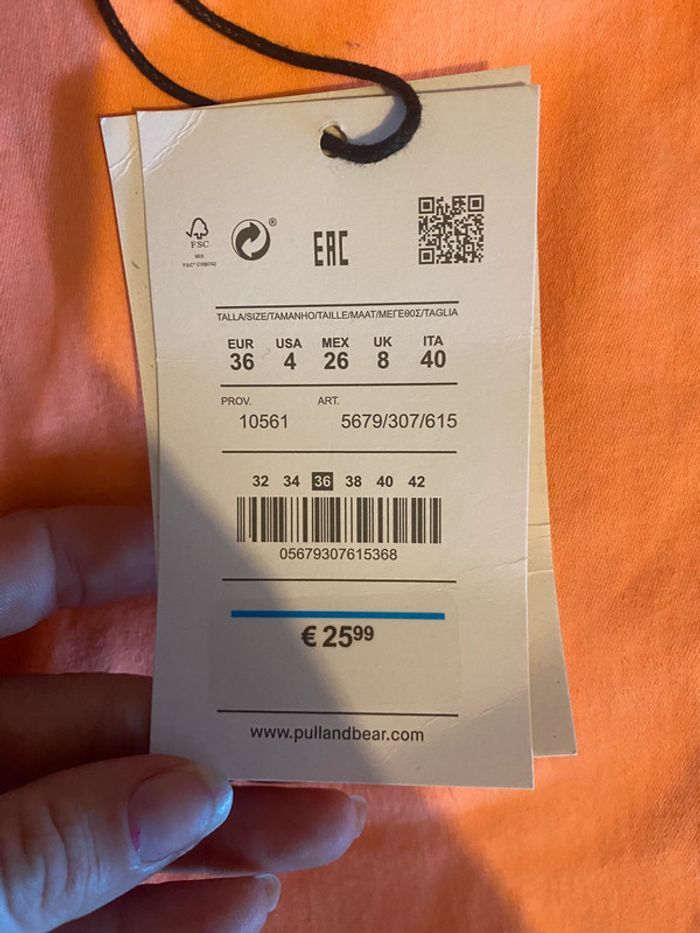 FSC
MIX
FSC® C106742
®
EAC
TALLA/SIZE/TAMANHO/TAILLE/MAAT/ΜΕΓΕΘΟΣ/TAGLIA
EUR USA MEX UK ITA
36 4 26 8 40
PROV. ART.
10561 5679/307/615
32 34 36 38 40 42
05679307615368
€ 25⁹⁹
www.pullandbear.com